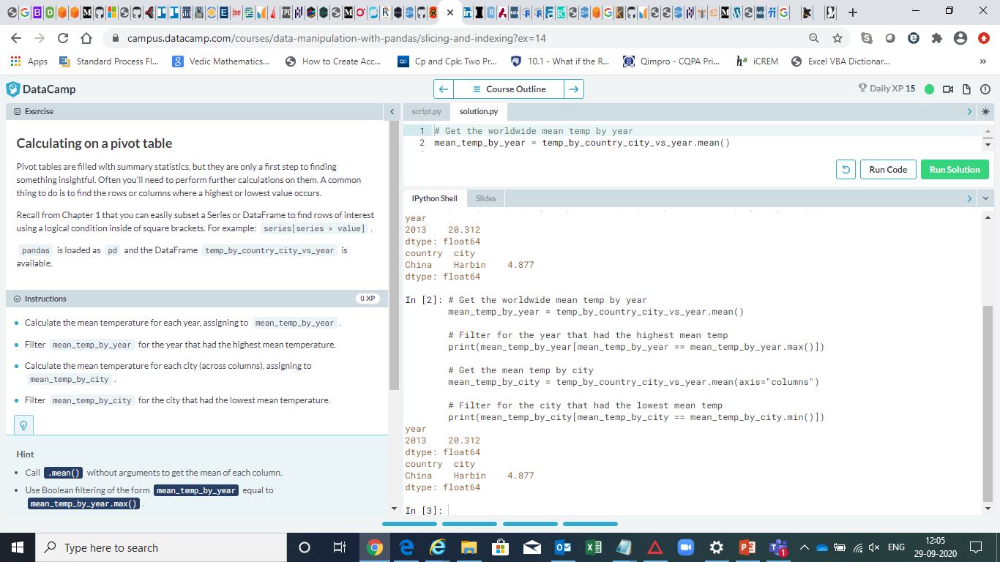 campus.datacamp.com/courses/data-manipulation-with-pandas/slicing-and-indexing?ex=14
Apps
Standard Process Fl...
Vedic Mathematics...
How to Create Acc...
Cp and Cpk: Two Pr...
10.1 - What if the R...
Qimpro - CQPA Pri...
iCREM
Excel VBA Dictionar...
»
DataCamp
Course Outline
Daily XP 15
Exercise
Calculating on a pivot table
Pivot tables are filled with summary statistics, but they are only a first step to finding
something insightful. Often you'll need to perform further calculations on them. A common
thing to do is to find the rows or columns where a highest or lowest value occurs.
Recall from Chapter 1 that you can easily subset a Series or DataFrame to find rows of interest
using a logical condition inside of square brackets. For example: series[series > value] .
pandas is loaded as pd and the DataFrame temp_by_country_city_vs_year is
available.
Instructions
0 XP
Calculate the mean temperature for each year, assigning to mean_temp_by_year .
Filter mean_temp_by_year for the year that had the highest mean temperature.
Calculate the mean temperature for each city (across columns), assigning to
mean_temp_by_city .
Filter mean_temp_by_city for the city that had the lowest mean temperature.
Hint
Call .mean() without arguments to get the mean of each column.
Use Boolean filtering of the form mean_temp_by_year equal to
mean_temp_by_year.max() .
script.py
solution.py
1 # Get the worldwide mean temp by year
2 mean_temp_by_year = temp_by_country_city_vs_year.mean()
Run Code
Run Solution
IPython Shell
Slides
year
2013 20.312
dtype: float64
country city
China Harbin 4.877
dtype: float64
In [2]: # Get the worldwide mean temp by year
mean_temp_by_year = temp_by_country_city_vs_year.mean()
# Filter for the year that had the highest mean temp
print(mean_temp_by_year[mean_temp_by_year == mean_temp_by_year.max()])
# Get the mean temp by city
mean_temp_by_city = temp_by_country_city_vs_year.mean(axis="columns")
# Filter for the city that had the lowest mean temp
print(mean_temp_by_city[mean_temp_by_city == mean_temp_by_city.min()])
year
2013 20.312
dtype: float64
country city
China Harbin 4.877
dtype: float64
In [3]:
Type here to search
ENG
12:05
29-09-2020